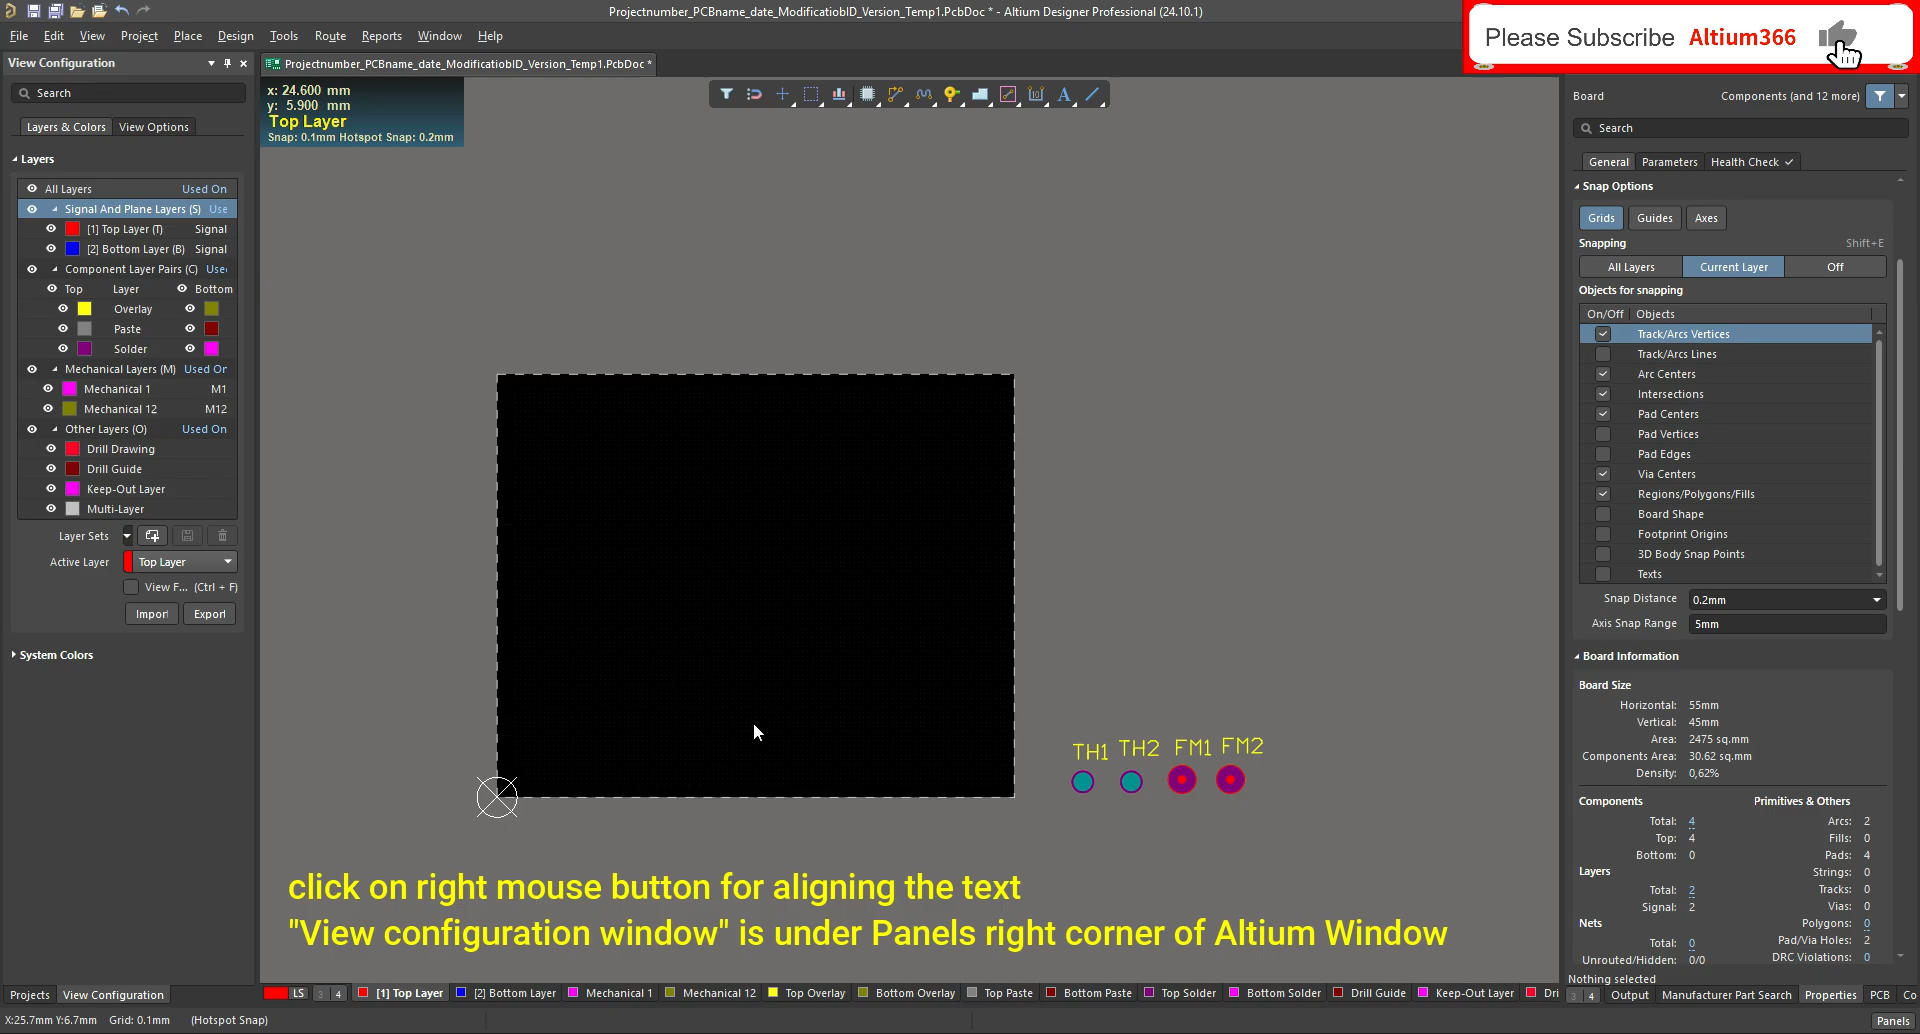 Projectnumber_PCBname_date_ModificatiobID_Version_Temp1.PcbDoc * - Altium Designer Professional (24.10.1)
File Edit View Project Place Design Tools Route Reports Window Help
Please Subscribe Altium366
View Configuration
Projectnumber_PCBname_date_ModificatiobID_Version_Temp1.PcbDoc *
Search
Layers & Colors View Options
Layers
All Layers Used On
Signal And Plane Layers (S) Use
[1] Top Layer (T) Signal
[2] Bottom Layer (B) Signal
Component Layer Pairs (C) Use
Top Layer Bottom
Overlay
Paste
Solder
Mechanical Layers (M) Used On
Mechanical 1 M1
Mechanical 12 M12
Other Layers (O) Used On
Drill Drawing
Drill Guide
Keep-Out Layer
Multi-Layer
Layer Sets
Active Layer Top Layer
View F... (Ctrl + F)
Import Export
System Colors
x: 24.600 mm
y: 5.900 mm
Top Layer
Snap: 0.1mm Hotspot Snap: 0.2mm
TH1 TH2 FM1 FM2
click on right mouse button for aligning the text
"View configuration window" is under Panels right corner of Altium Window
Board Components (and 12 more)
Search
General Parameters Health Check
Snap Options
Grids Guides Axes
Snapping Shift+E
All Layers Current Layer Off
Objects for snapping
On/Off Objects
Track/Arcs Vertices
Track/Arcs Lines
Arc Centers
Intersections
Pad Centers
Pad Vertices
Pad Edges
Via Centers
Regions/Polygons/Fills
Board Shape
Footprint Origins
3D Body Snap Points
Texts
Snap Distance 0.2mm
Axis Snap Range 5mm
Board Information
Board Size
Horizontal: 55mm
Vertical: 45mm
Area: 2475 sq.mm
Components Area: 30.62 sq.mm
Density: 0,62%
Components Primitives & Others
Total: 4 Arcs: 2
Top: 4 Fills: 0
Bottom: 0 Pads: 4
Layers Strings: 0
Total: 2 Tracks: 0
Signal: 2 Vias: 0
Nets Polygons: 0
Total: 0 Pad/Via Holes: 2
Unrouted/Hidden: 0/0 DRC Violations: 0
Nothing selected
Projects View Configuration
LS 3 4 [1] Top Layer [2] Bottom Layer Mechanical 1 Mechanical 12 Top Overlay Bottom Overlay Top Paste Bottom Paste Top Solder Bottom Solder Drill Guide Keep-Out Layer Dri
3 4 Output Manufacturer Part Search Properties PCB Co
X:25.7mm Y:6.7mm Grid: 0.1mm (Hotspot Snap)
Panels